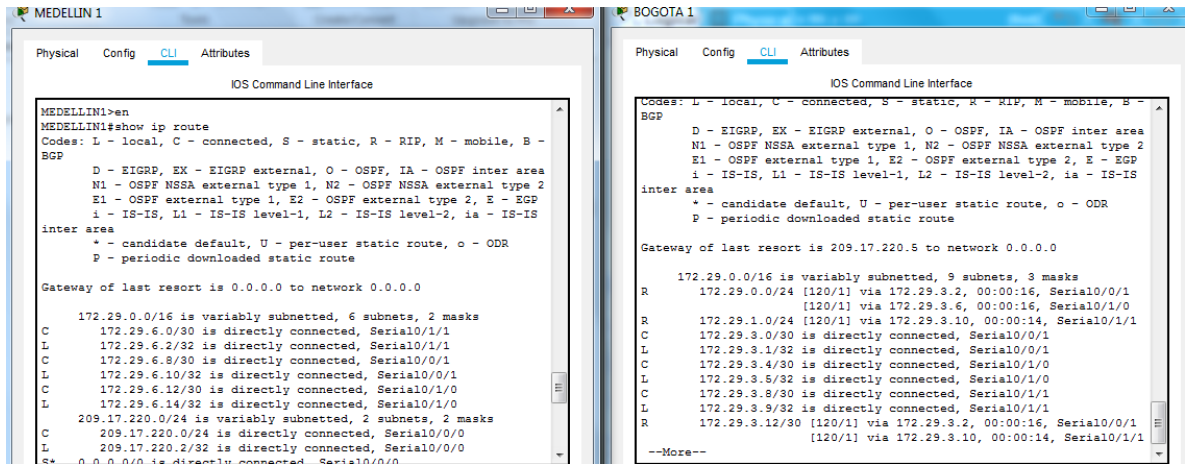 MEDELLIN 1
Physical Config CLI Attributes
IOS Command Line Interface
MEDELLIN1>en
MEDELLIN1#show ip route
Codes: L - local, C - connected, S - static, R - RIP, M - mobile, B -
BGP
D - EIGRP, EX - EIGRP external, O - OSPF, IA - OSPF inter area
N1 - OSPF NSSA external type 1, N2 - OSPF NSSA external type 2
E1 - OSPF external type 1, E2 - OSPF external type 2, E - EGP
i - IS-IS, L1 - IS-IS level-1, L2 - IS-IS level-2, ia - IS-IS
inter area
* - candidate default, U - per-user static route, o - ODR
P - periodic downloaded static route
Gateway of last resort is 0.0.0.0 to network 0.0.0.0
172.29.0.0/16 is variably subnetted, 6 subnets, 2 masks
C 172.29.6.0/30 is directly connected, Serial0/1/1
L 172.29.6.2/32 is directly connected, Serial0/1/1
C 172.29.6.8/30 is directly connected, Serial0/0/1
L 172.29.6.10/32 is directly connected, Serial0/0/1
C 172.29.6.12/30 is directly connected, Serial0/1/0
L 172.29.6.14/32 is directly connected, Serial0/1/0
209.17.220.0/24 is variably subnetted, 2 subnets, 2 masks
C 209.17.220.0/24 is directly connected, Serial0/0/0
L 209.17.220.2/32 is directly connected, Serial0/0/0
S* 0.0.0.0/0 is directly connected, Serial0/0/0
BOGOTA 1
Physical Config CLI Attributes
IOS Command Line Interface
Codes: L - local, C - connected, S - static, R - RIP, M - mobile, B -
BGP
D - EIGRP, EX - EIGRP external, O - OSPF, IA - OSPF inter area
N1 - OSPF NSSA external type 1, N2 - OSPF NSSA external type 2
E1 - OSPF external type 1, E2 - OSPF external type 2, E - EGP
i - IS-IS, L1 - IS-IS level-1, L2 - IS-IS level-2, ia - IS-IS
inter area
* - candidate default, U - per-user static route, o - ODR
P - periodic downloaded static route
Gateway of last resort is 209.17.220.5 to network 0.0.0.0
172.29.0.0/16 is variably subnetted, 9 subnets, 3 masks
R 172.29.0.0/24 [120/1] via 172.29.3.2, 00:00:16, Serial0/0/1
[120/1] via 172.29.3.6, 00:00:16, Serial0/1/0
R 172.29.1.0/24 [120/1] via 172.29.3.10, 00:00:14, Serial0/1/1
C 172.29.3.0/30 is directly connected, Serial0/0/1
L 172.29.3.1/32 is directly connected, Serial0/0/1
C 172.29.3.4/30 is directly connected, Serial0/1/0
L 172.29.3.5/32 is directly connected, Serial0/1/0
C 172.29.3.8/30 is directly connected, Serial0/1/1
L 172.29.3.9/32 is directly connected, Serial0/1/1
R 172.29.3.12/30 [120/1] via 172.29.3.2, 00:00:16, Serial0/0/1
[120/1] via 172.29.3.10, 00:00:14, Serial0/1/1
--More--